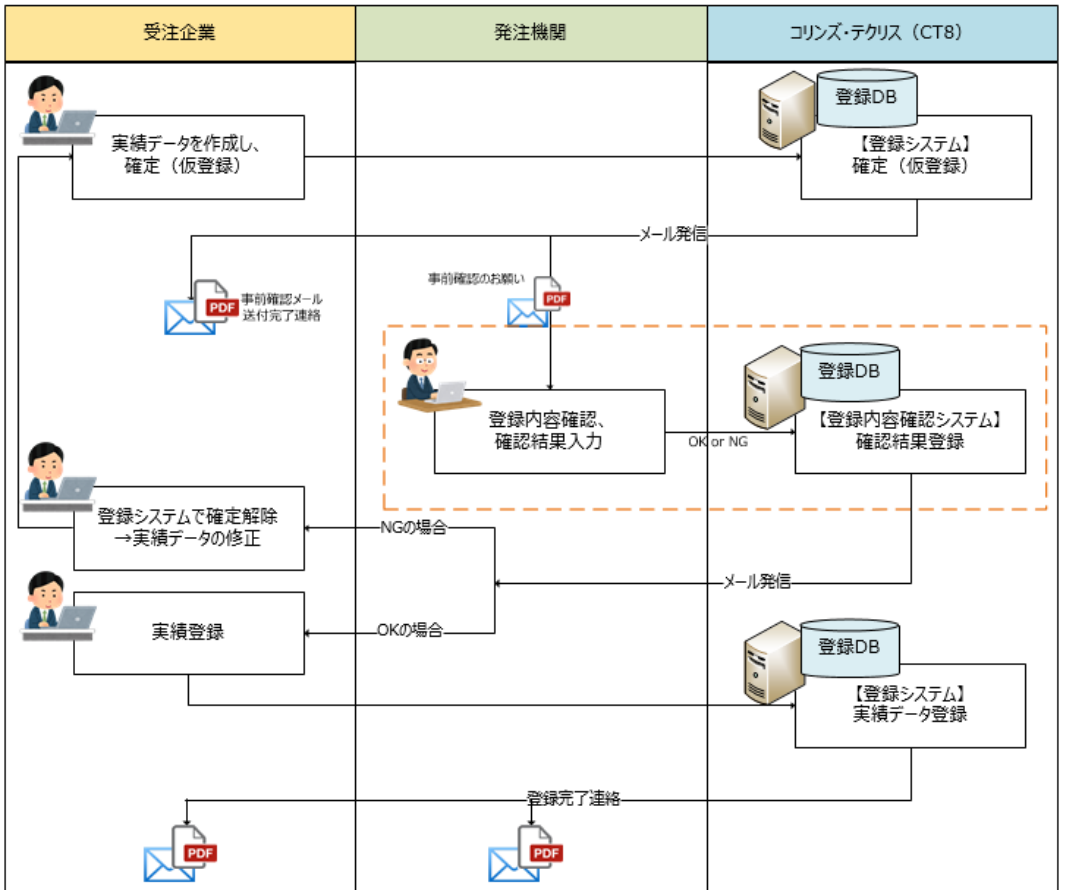 受注企業
発注機関
コリンズ・テクリス（CT8）
登録DB
実績データを作成し、
確定（仮登録）
【登録システム】
確定（仮登録）
メール発信
事前確認のお願い
PDF
事前確認メール
送付完了連絡
PDF
登録DB
登録内容確認、
確認結果入力
OK or NG
【登録内容確認システム】
確認結果登録
登録システムで確定解除
→実績データの修正
NGの場合
メール発信
実績登録
OKの場合
登録DB
【登録システム】
実績データ登録
登録完了連絡
PDF
PDF